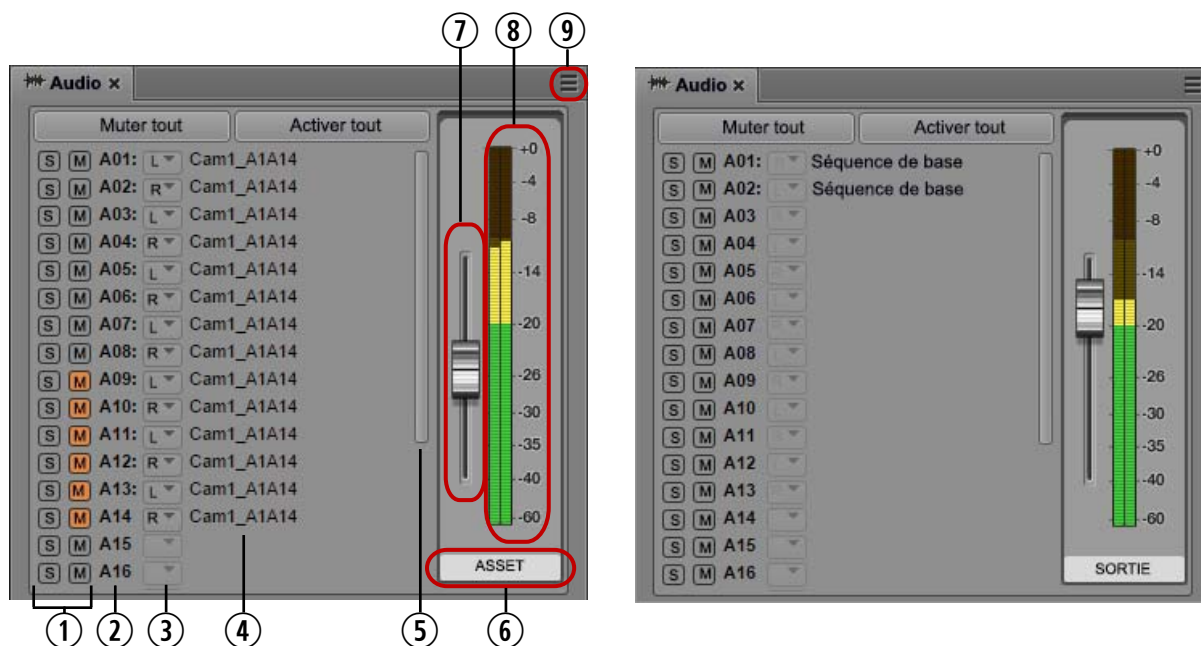 7 8 9
Audio ×
Muter tout Activer tout
S M A01: L Cam1_A1A14
S M A02: R Cam1_A1A14
S M A03: L Cam1_A1A14
S M A04: R Cam1_A1A14
S M A05: L Cam1_A1A14
S M A06: R Cam1_A1A14
S M A07: L Cam1_A1A14
S M A08: R Cam1_A1A14
S M A09: L Cam1_A1A14
S M A10: R Cam1_A1A14
S M A11: L Cam1_A1A14
S M A12: R Cam1_A1A14
S M A13: L Cam1_A1A14
S M A14 R Cam1_A1A14
S M A15
S M A16
+0
-4
-8
-14
-20
-26
-30
-35
-40
-60
ASSET
1 2 3 4 5 6
Audio ×
Muter tout Activer tout
S M A01: Séquence de base
S M A02: Séquence de base
S M A03
S M A04
S M A05
S M A06
S M A07
S M A08
S M A09
S M A10
S M A11
S M A12
S M A13
S M A14
S M A15
S M A16
+0
-4
-8
-14
-20
-26
-30
-35
-40
-60
SORTIE